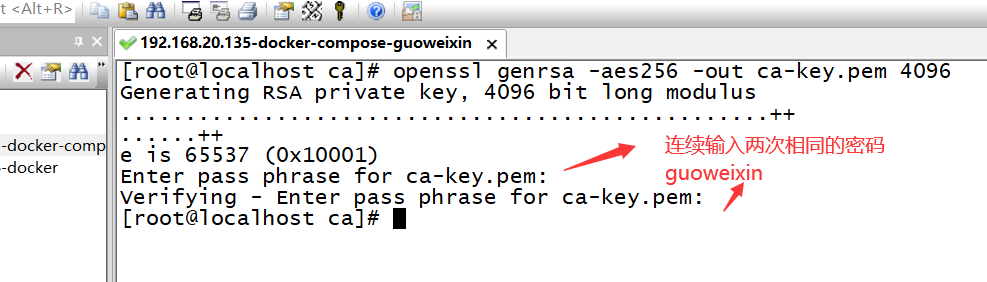 t <Alt+R>
192.168.20.135-docker-compose-guoweixin
[root@localhost ca]# openssl genrsa -aes256 -out ca-key.pem 4096
Generating RSA private key, 4096 bit long modulus
......................................................++
......++
e is 65537 (0x10001)
Enter pass phrase for ca-key.pem:
Verifying - Enter pass phrase for ca-key.pem:
[root@localhost ca]#
连续输入两次相同的密码
guoweixin
-docker-comp
-docker